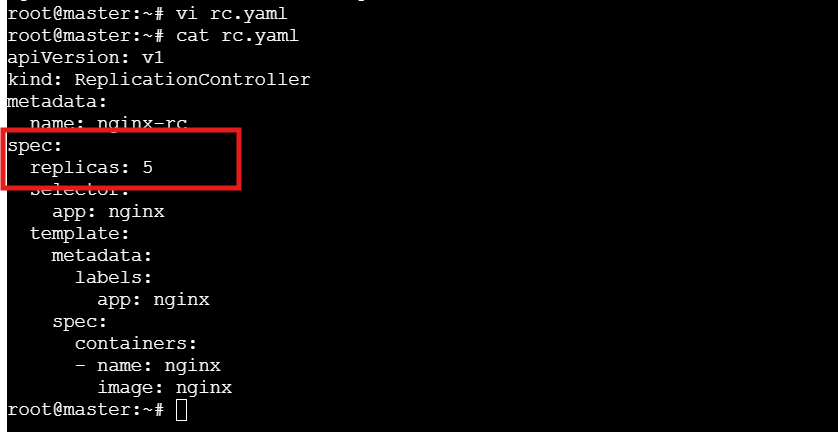 root@master:~# vi rc.yaml
root@master:~# cat rc.yaml
apiVersion: v1
kind: ReplicationController
metadata:
  name: nginx-rc
spec:
  replicas: 5
  selector:
    app: nginx
  template:
    metadata:
      labels:
        app: nginx
    spec:
      containers:
      - name: nginx
        image: nginx
root@master:~#